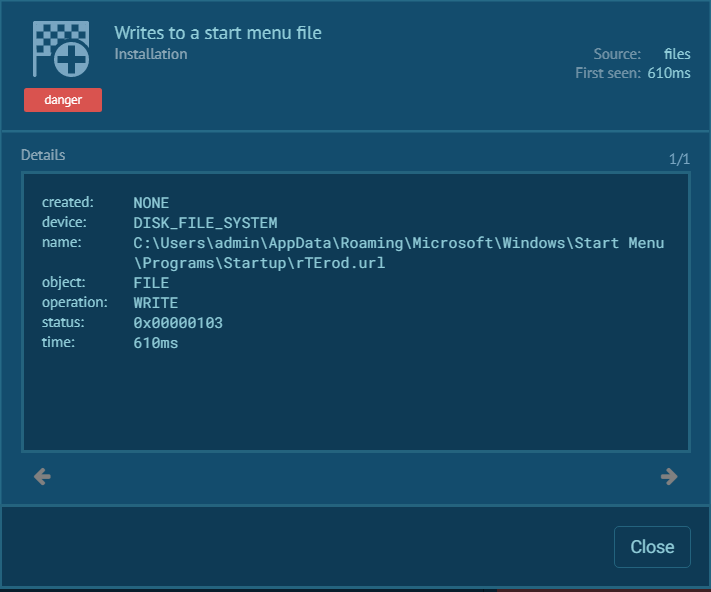 Writes to a start menu file
Installation
Source: files
First seen: 610ms
danger
Details
1/1
created: NONE
device: DISK_FILE_SYSTEM
name: C:\Users\admin\AppData\Roaming\Microsoft\Windows\Start Menu
\Programs\Startup\rTErod.url
object: FILE
operation: WRITE
status: 0x00000103
time: 610ms
Close